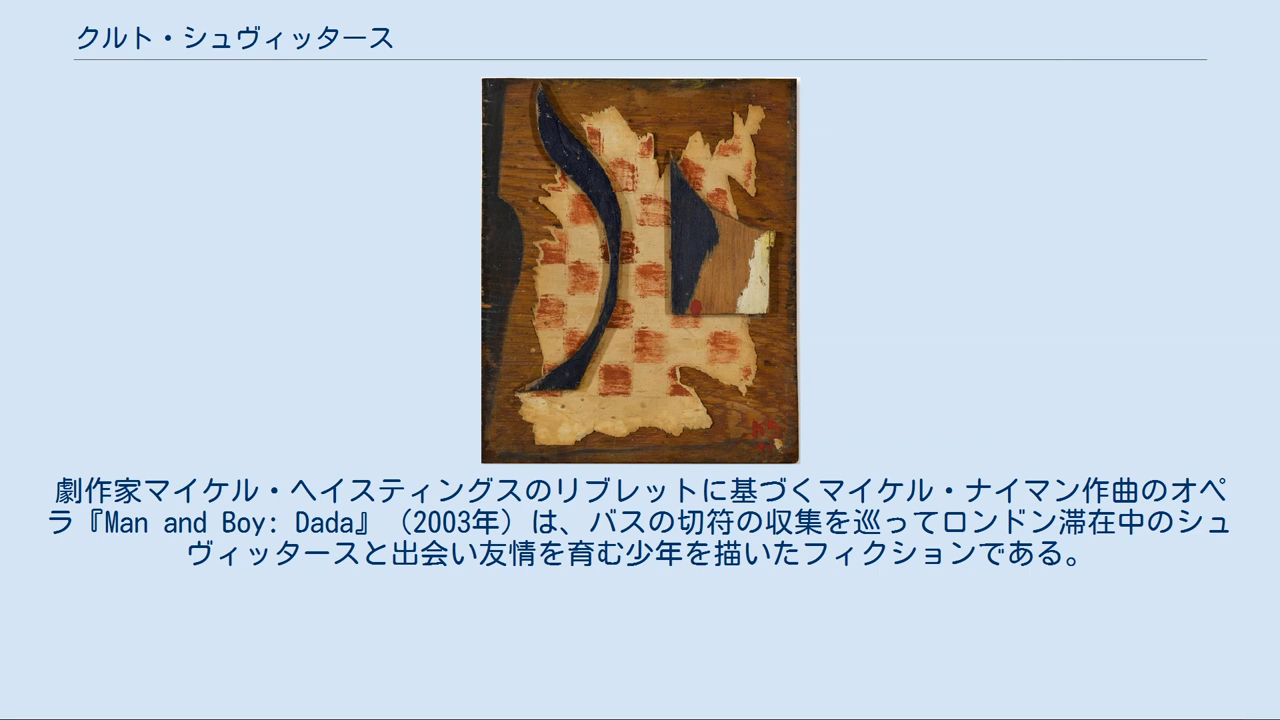 クルト・シュヴィッタース
劇作家マイケル・ヘイスティングスのリブレットに基づくマイケル・ナイマン作曲のオペ
ラ『Man and Boy: Dada』（2003年）は、バスの切符の収集を巡ってロンドン滞在中のシュ
ヴィッタースと出会い友情を育む少年を描いたフィクションである。